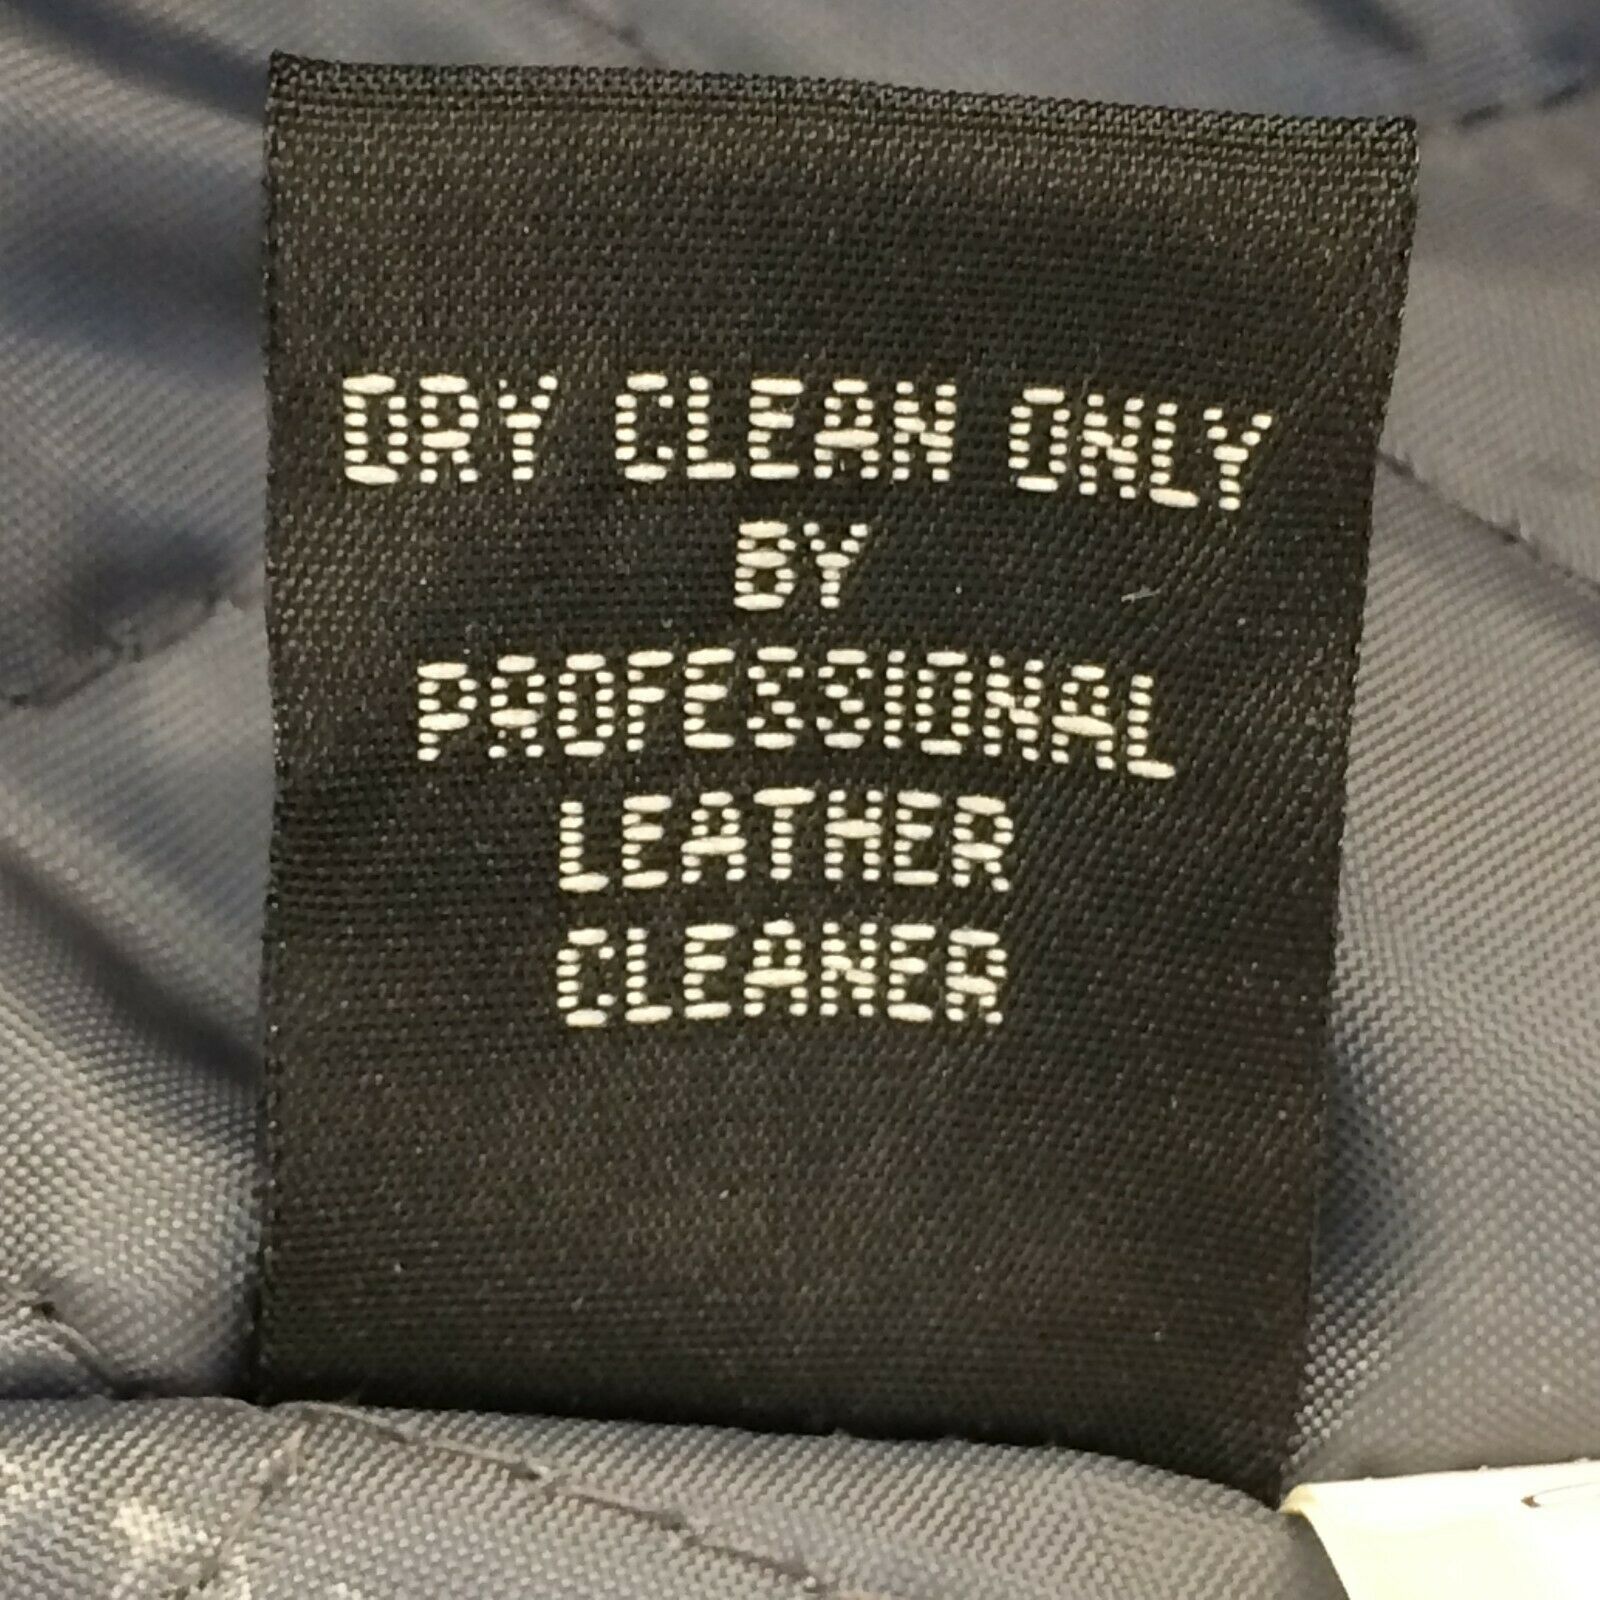 DRY CLEAN ONLY
BY
PROFESSIONAL
LEATHER
CLEANER